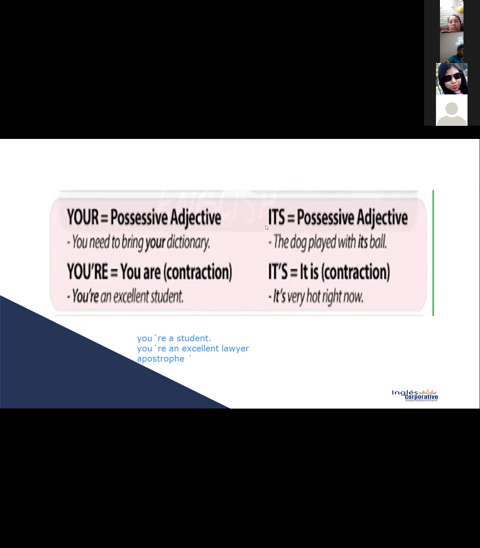 YOUR = Possessive Adjective
- You need to bring your dictionary.
YOU'RE = You are (contraction)
- You're an excellent student.
ITS = Possessive Adjective
- The dog played with its ball.
IT'S = It is (contraction)
- It's very hot right now.
you´re a student.
you´re an excellent lawyer
apostrophe ´
Inglés
Corporativo